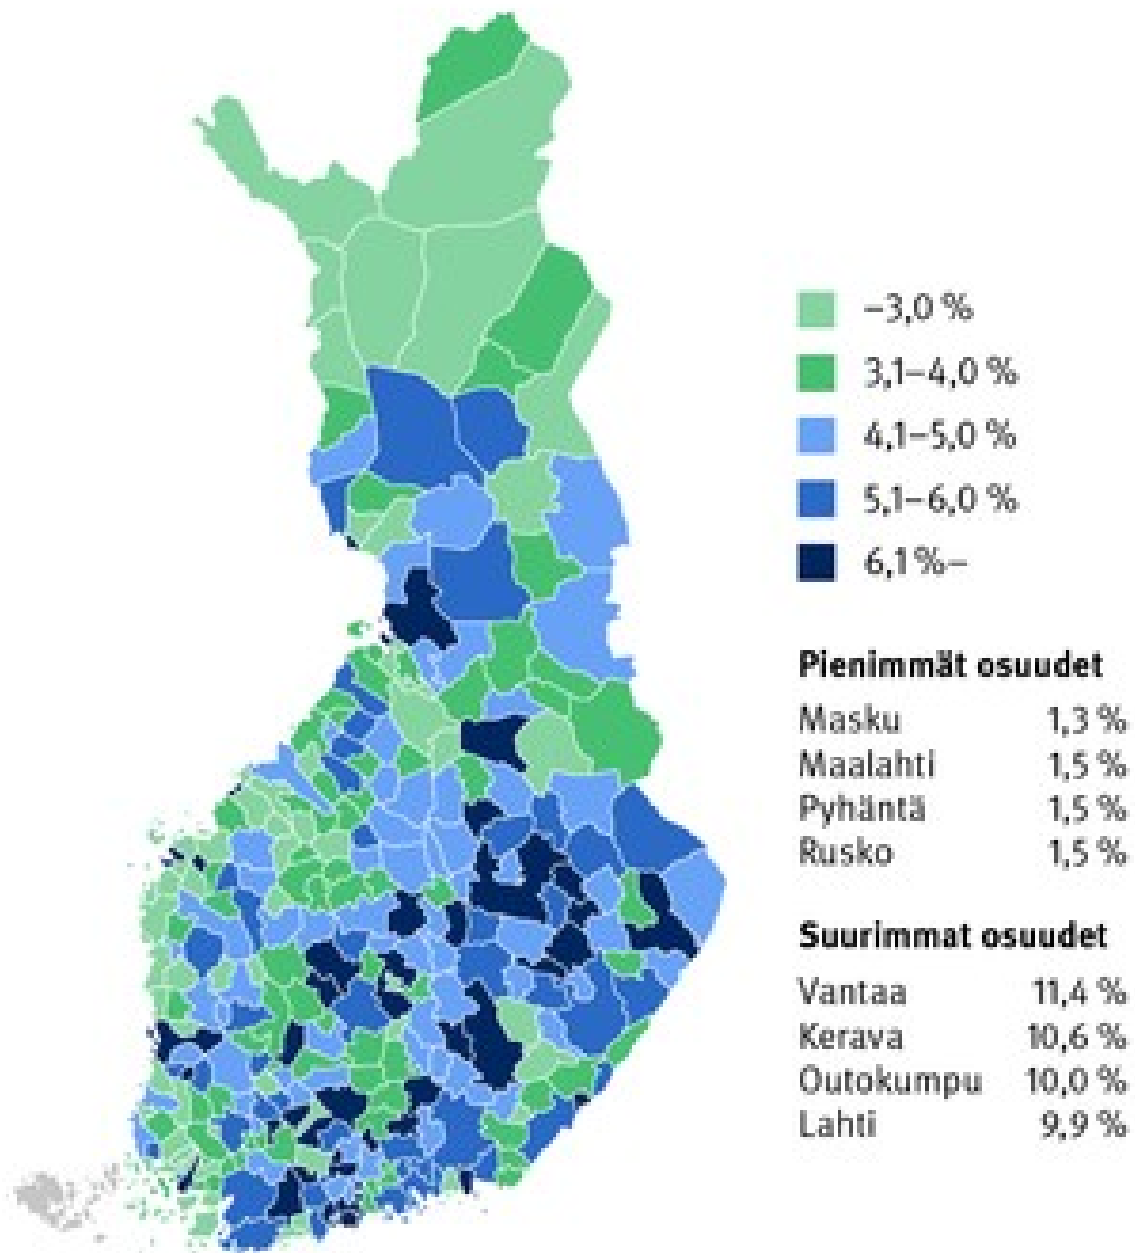 –3,0 %
3,1–4,0 %
4,1–5,0 %
5,1–6,0 %
6,1 %–
Pienimmät osuudet
Masku 1,3 %
Maalahti 1,5 %
Pyhäntä 1,5 %
Rusko 1,5 %
Suurimmat osuudet
Vantaa 11,4 %
Kerava 10,6 %
Outokumpu 10,0 %
Lahti 9,9 %